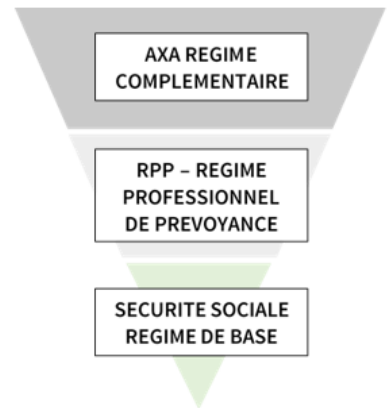 AXA REGIME
COMPLEMENTAIRE
RPP – REGIME
PROFESSIONNEL
DE PREVOYANCE
SECURITE SOCIALE
REGIME DE BASE